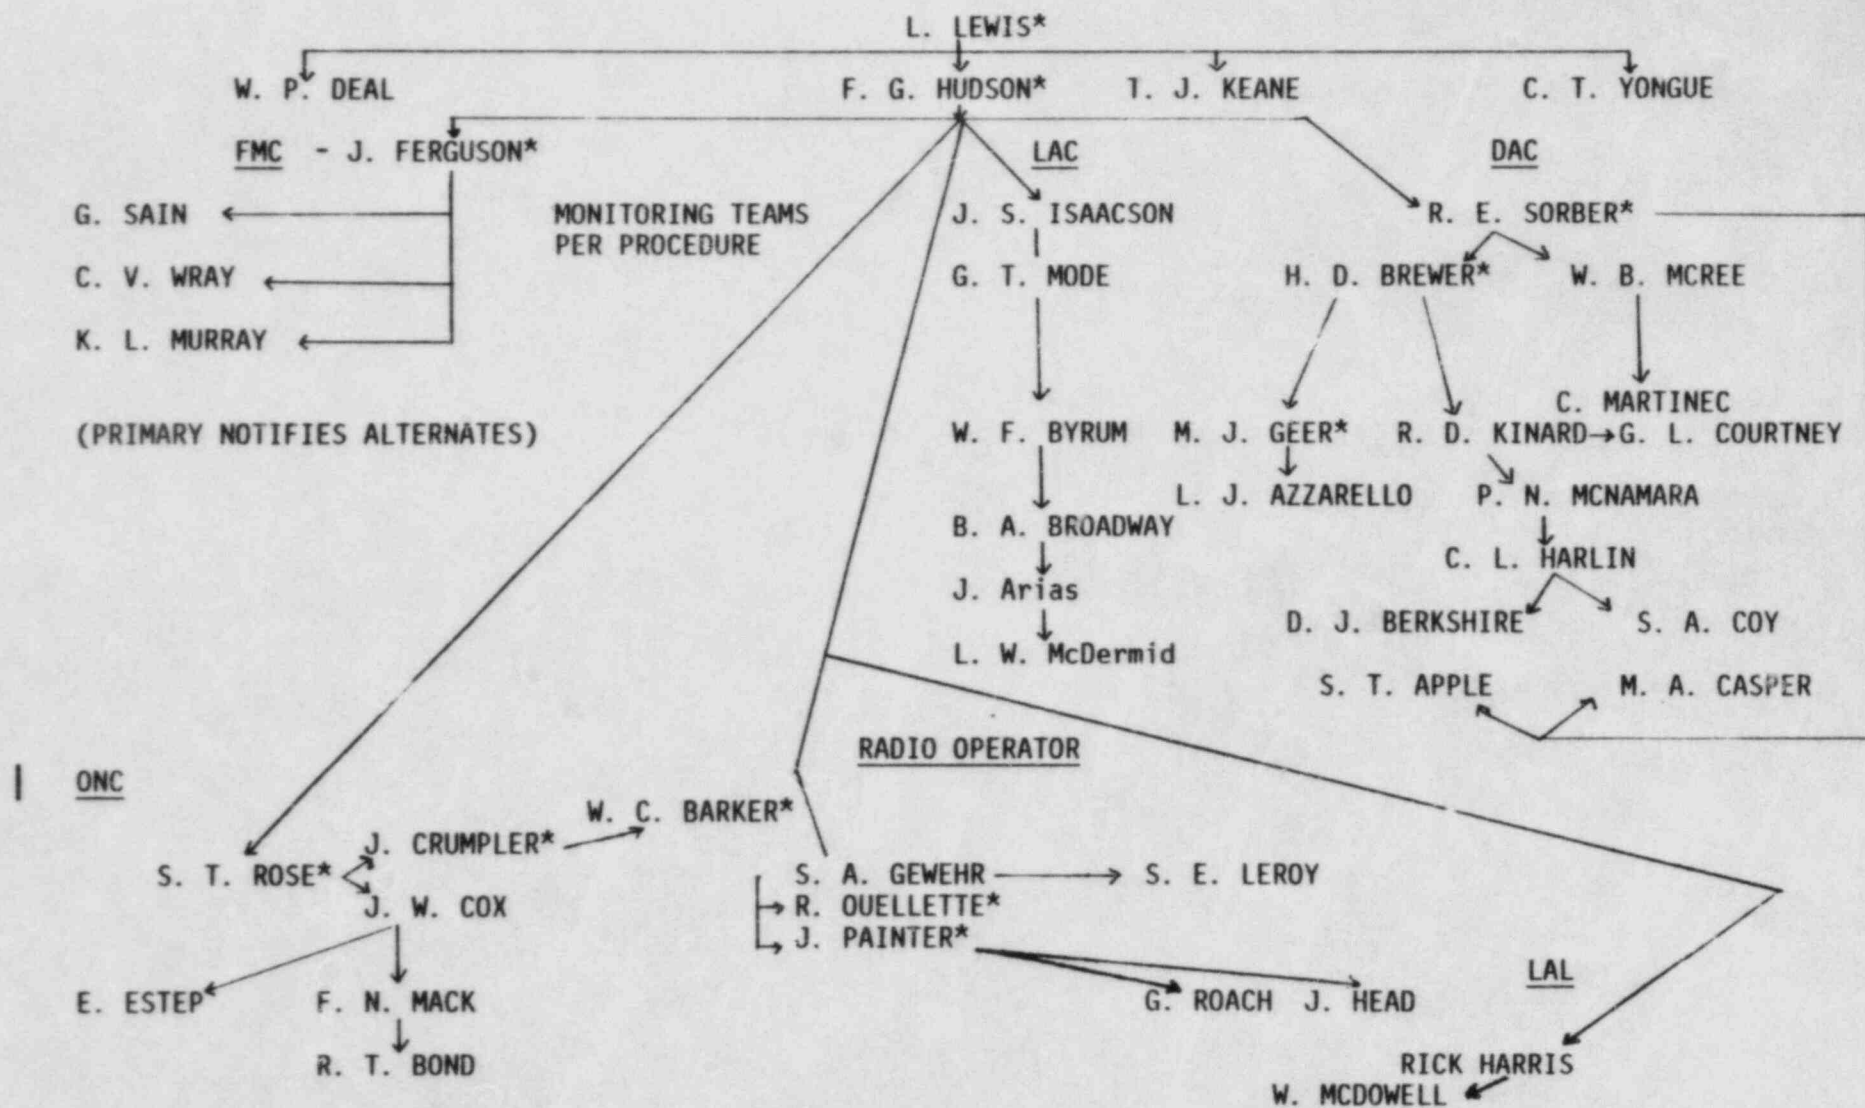 L. LEWIS*
W. P. DEAL F. G. HUDSON* T. J. KEANE C. T. YONGUE
FMC - J. FERGUSON* LAC DAC
G. SAIN MONITORING TEAMS J. S. ISAACSON R. E. SORBER*
PER PROCEDURE
C. V. WRAY G. T. MODE H. D. BREWER* W. B. MCREE
K. L. MURRAY
C. MARTINEC
(PRIMARY NOTIFIES ALTERNATES) W. F. BYRUM M. J. GEER* R. D. KINARD G. L. COURTNEY
L. J. AZZARELLO P. N. MCNAMARA
B. A. BROADWAY
C. L. HARLIN
J. Arias
D. J. BERKSHIRE S. A. COY
L. W. McDermid
S. T. APPLE M. A. CASPER
RADIO OPERATOR
ONC
W. C. BARKER*
J. CRUMPLER*
S. T. ROSE* S. A. GEWEHR S. E. LEROY
J. W. COX R. OUELLETTE*
J. PAINTER*
LAL
E. ESTEP F. N. MACK G. ROACH J. HEAD
R. T. BOND RICK HARRIS
W. MCDOWELL